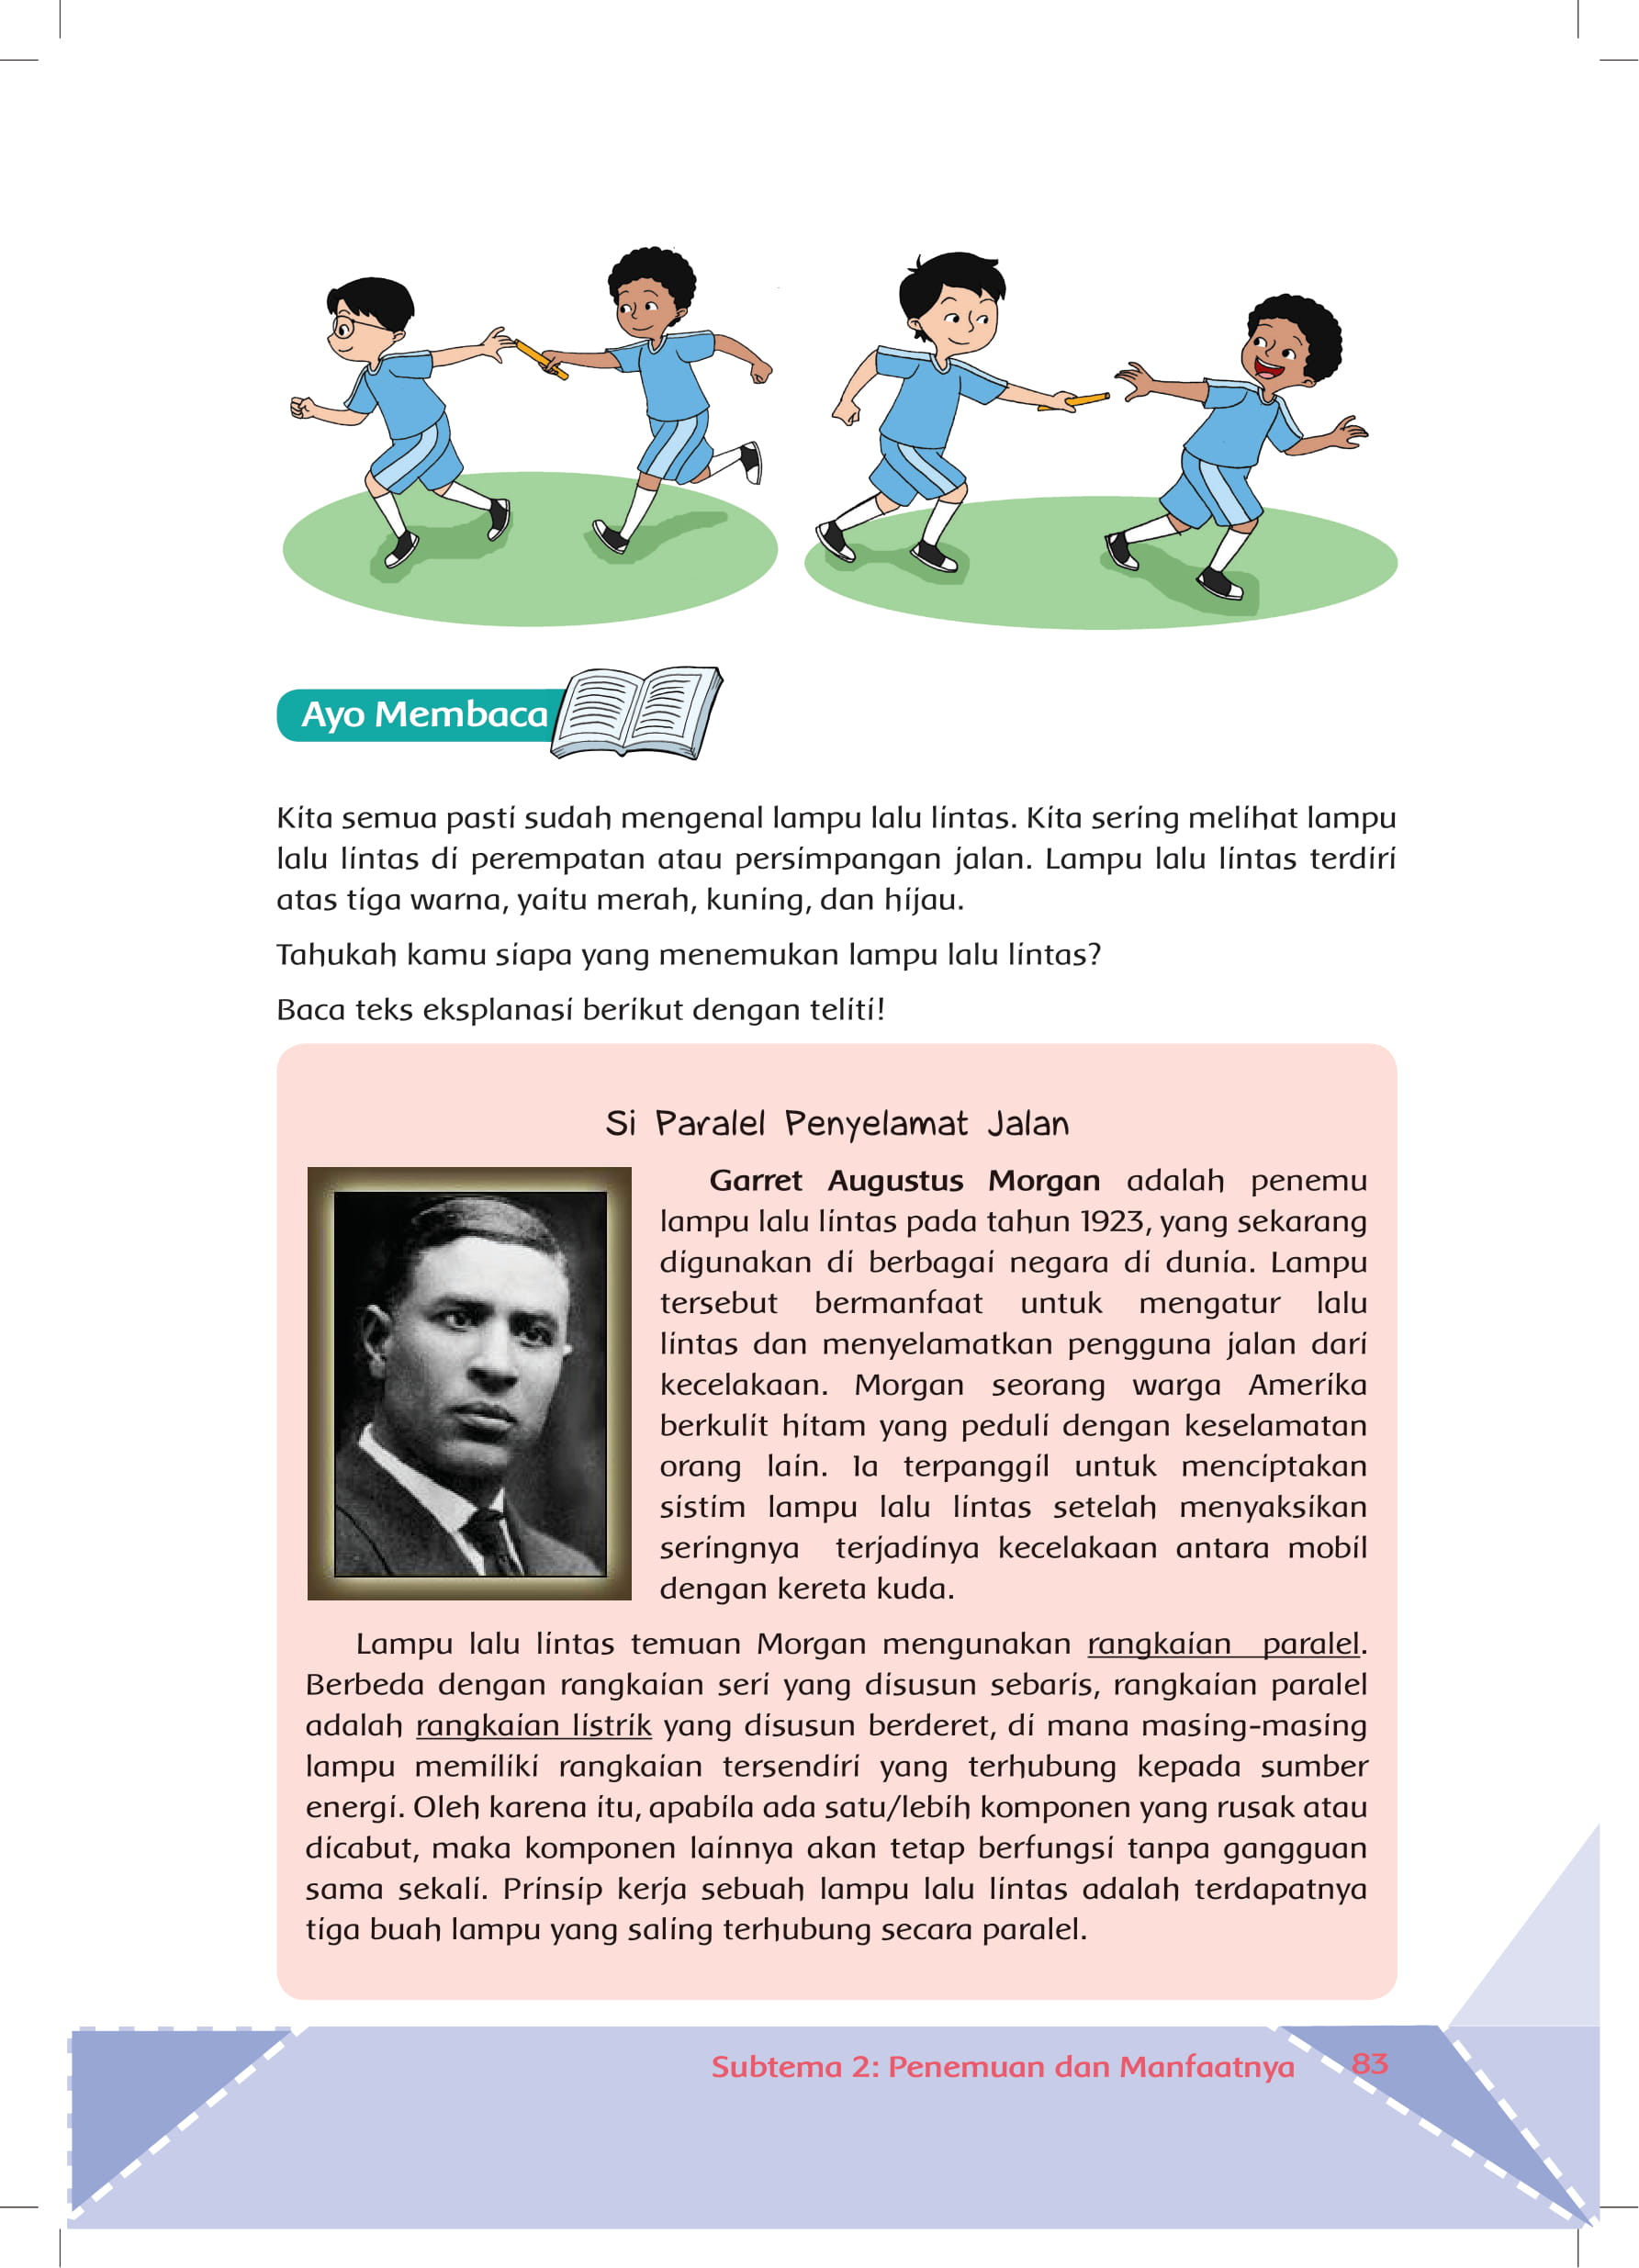 Ayo Membaca
Kita semua pasti sudah mengenal lampu lalu lintas. Kita sering melihat lampu
lalu lintas di perempatan atau persimpangan jalan. Lampu lalu lintas terdiri
atas tiga warna, yaitu merah, kuning, dan hijau.
Tahukah kamu siapa yang menemukan lampu lalu lintas?
Baca teks eksplanasi berikut dengan teliti!
Si Paralel Penyelamat Jalan
Garret Augustus Morgan adalah penemu
lampu lalu lintas pada tahun 1923, yang sekarang
digunakan di berbagai negara di dunia. Lampu
tersebut bermanfaat untuk mengatur lalu
lintas dan menyelamatkan pengguna jalan dari
kecelakaan. Morgan seorang warga Amerika
berkulit hitam yang peduli dengan keselamatan
orang lain. Ia terpanggil untuk menciptakan
sistim lampu lalu lintas setelah menyaksikan
seringnya terjadinya kecelakaan antara mobil
dengan kereta kuda.
Lampu lalu lintas temuan Morgan mengunakan rangkaian paralel.
Berbeda dengan rangkaian seri yang disusun sebaris, rangkaian paralel
adalah rangkaian listrik yang disusun berderet, di mana masing-masing
lampu memiliki rangkaian tersendiri yang terhubung kepada sumber
energi. Oleh karena itu, apabila ada satu/lebih komponen yang rusak atau
dicabut, maka komponen lainnya akan tetap berfungsi tanpa gangguan
sama sekali. Prinsip kerja sebuah lampu lalu lintas adalah terdapatnya
tiga buah lampu yang saling terhubung secara paralel.
Subtema 2: Penemuan dan Manfaatnya 83